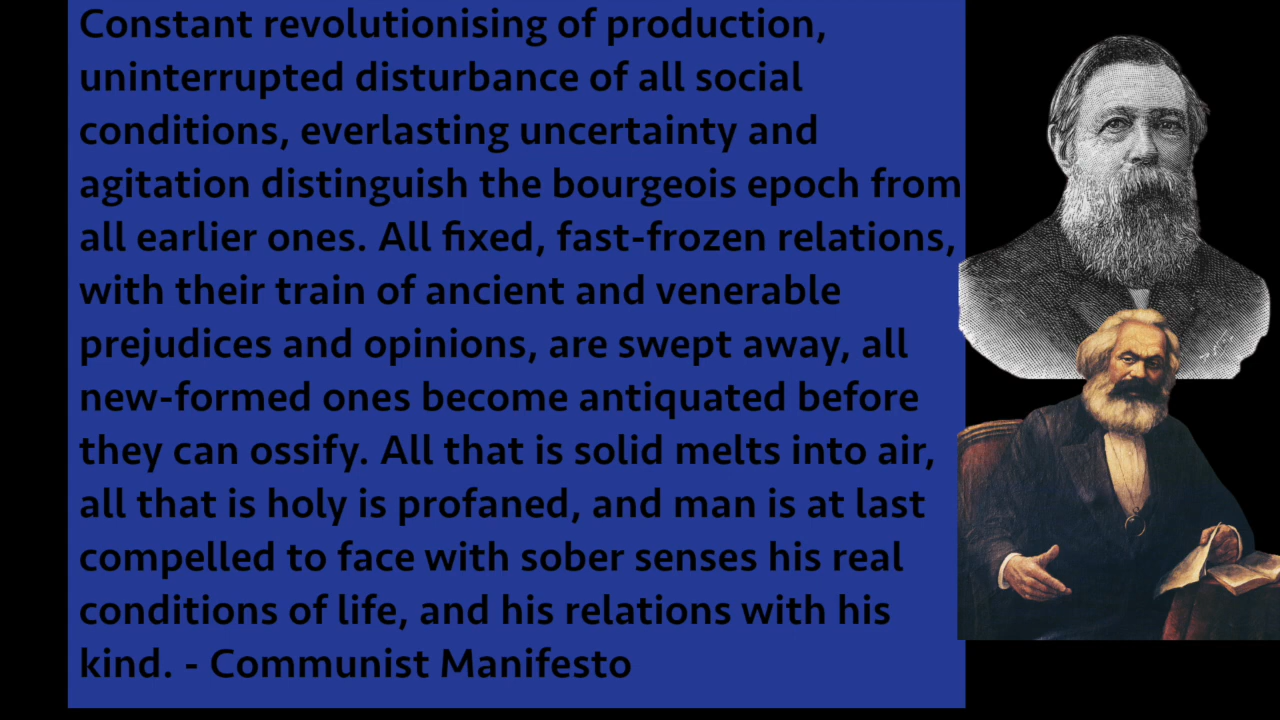 Constant revolutionising of production,
uninterrupted disturbance of all social
conditions, everlasting uncertainty and
agitation distinguish the bourgeois epoch from
all earlier ones. All fixed, fast-frozen relations,
with their train of ancient and venerable
prejudices and opinions, are swept away, all
new-formed ones become antiquated before
they can ossify. All that is solid melts into air,
all that is holy is profaned, and man is at last
compelled to face with sober senses his real
conditions of life, and his relations with his
kind. - Communist Manifesto